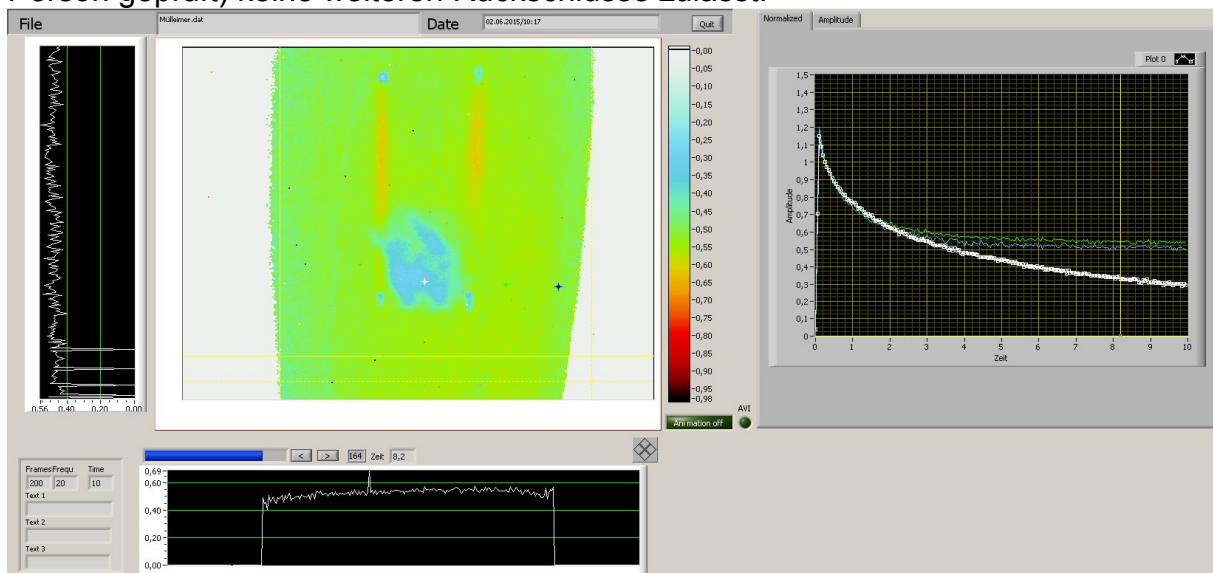 Person geprüft) keine weiteren Rückschlüsse zulässt.
File Mülleimer.dat Date 02.06.2015/10:17 Quit
Normalized Amplitude
Plot 0
-0,00
-0,05
-0,10
-0,15
-0,20
-0,25
-0,30
-0,35
-0,40
-0,45
-0,50
-0,55
-0,60
-0,65
-0,70
-0,75
-0,80
-0,85
-0,90
-0,95
-0,98
Animation off
AVI
0,56 0,40 0,20 0,00
1,5
1,4
1,3
1,2
1,1
1
0,9
0,8
0,7
0,6
0,5
0,4
0,3
0,2
0,1
0
Amplitude
0 1 2 3 4 5 6 7 8 9 10
Zeit
< > 164 Zeit 8,2
Frames Frequ Time
200 20 10
Text 1
Text 2
Text 3
0,69
0,60
0,40
0,20
0,00